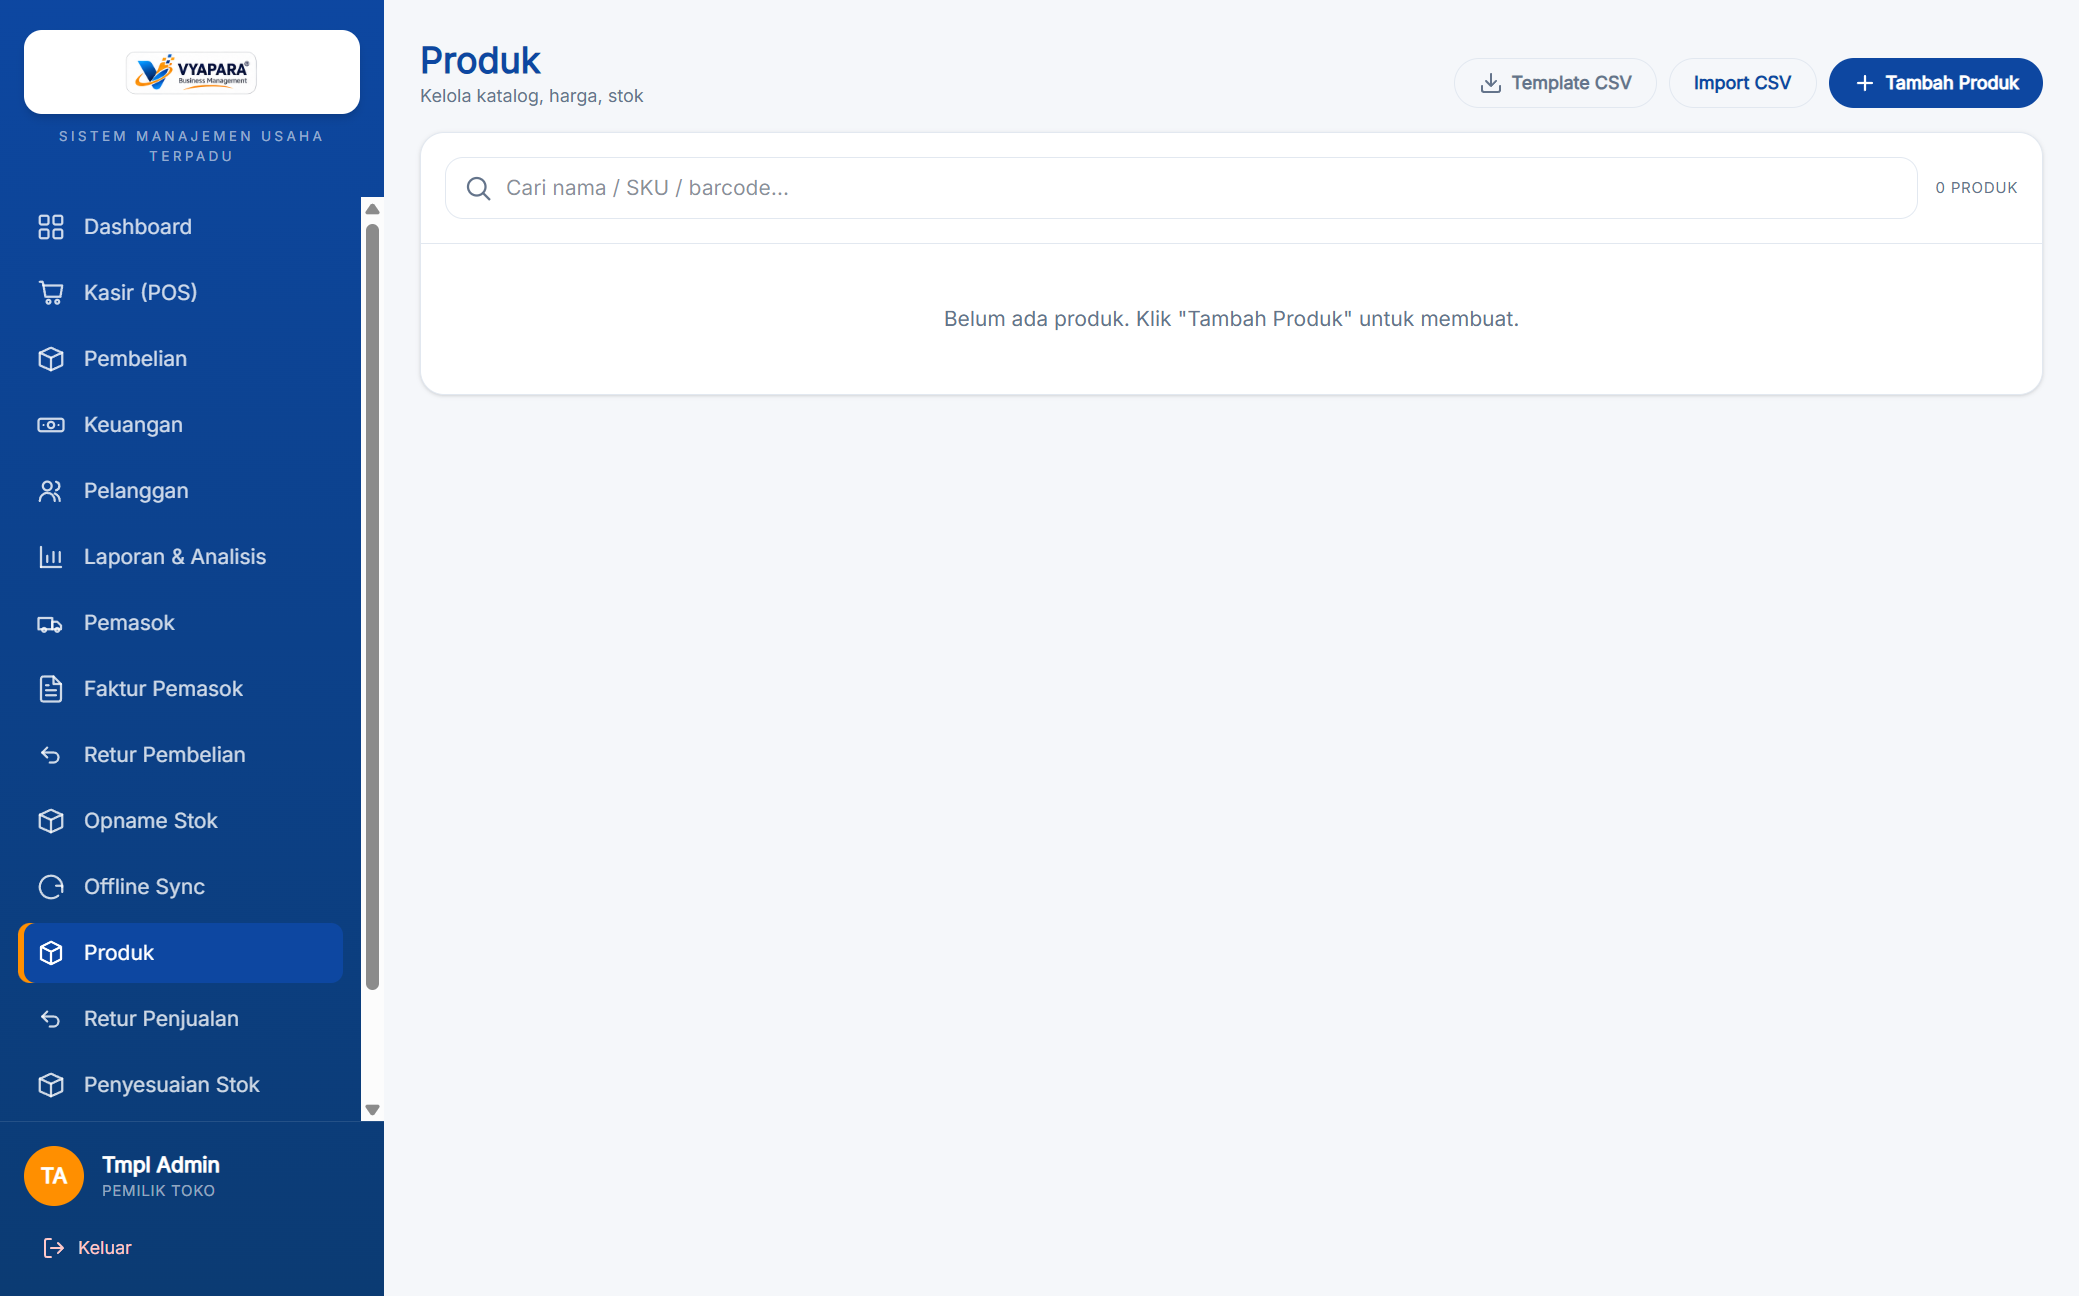 VYAPARA®
Business Management
SISTEM MANAJEMEN USAHA
TERPADU
Dashboard
Kasir (POS)
Pembelian
Keuangan
Pelanggan
Laporan & Analisis
Pemasok
Faktur Pemasok
Retur Pembelian
Opname Stok
Offline Sync
Produk
Retur Penjualan
Penyesuaian Stok
TA
Tmpl Admin
PEMILIK TOKO
Keluar
Produk
Kelola katalog, harga, stok
Template CSV
Import CSV
+ Tambah Produk
Cari nama / SKU / barcode...
0 PRODUK
Belum ada produk. Klik "Tambah Produk" untuk membuat.